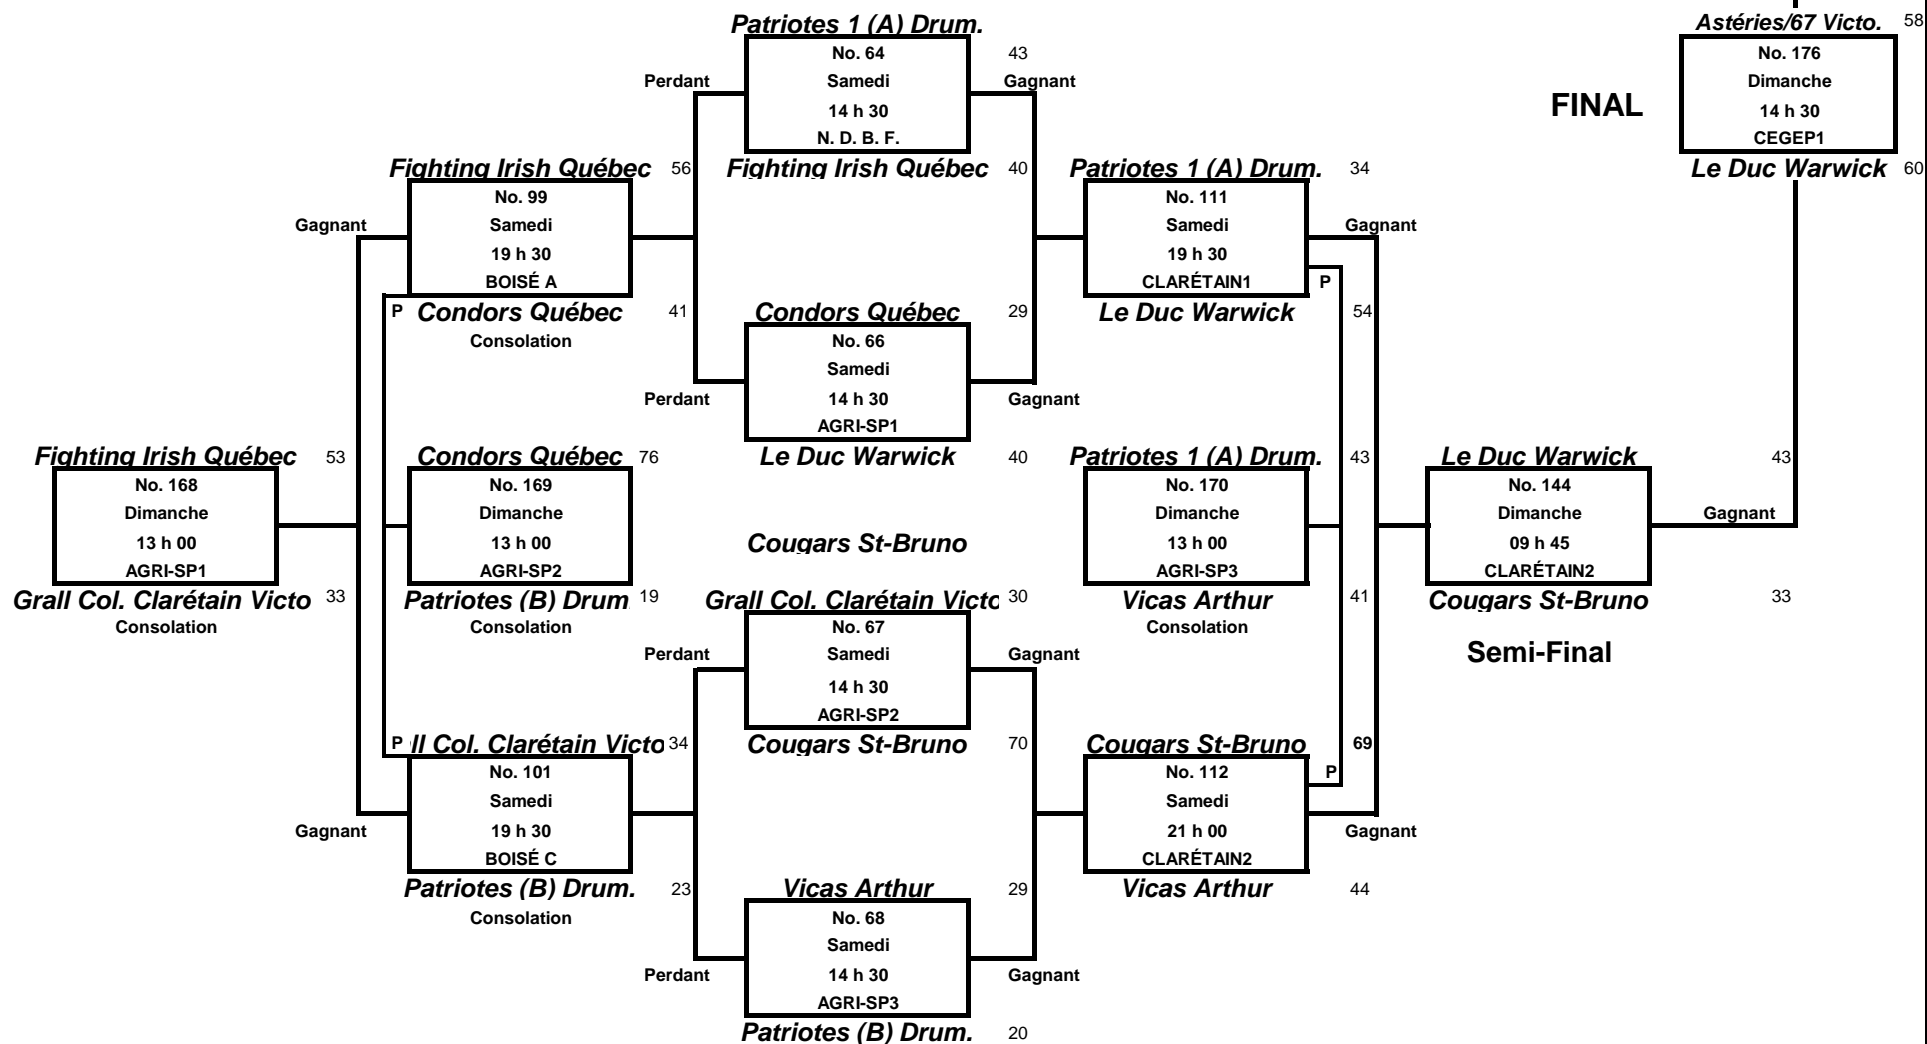 Patriotes 1 (A) Drum.
No. 64
Samedi
14 h 30
N. D. B. F.
Fighting Irish Québec
43
40
Perdant
Gagnant
Astéries/67 Victo.
58
No. 176
Dimanche
14 h 30
CEGEP1
Le Duc Warwick
60
FINAL
Fighting Irish Québec
56
No. 99
Samedi
19 h 30
BOISÉ A
P
Condors Québec
41
Consolation
Gagnant
Patriotes 1 (A) Drum.
34
No. 111
Samedi
19 h 30
CLARÉTAIN1
P
Le Duc Warwick
54
Gagnant
Condors Québec
29
No. 66
Samedi
14 h 30
AGRI-SP1
Le Duc Warwick
40
Perdant
Gagnant
Fighting Irish Québec
53
No. 168
Dimanche
13 h 00
AGRI-SP1
Grall Col. Clarétain Victo
33
Consolation
Condors Québec
76
No. 169
Dimanche
13 h 00
AGRI-SP2
Patriotes (B) Drum.
19
Consolation
Cougars St-Bruno
Patriotes 1 (A) Drum.
43
No. 170
Dimanche
13 h 00
AGRI-SP3
Vicas Arthur
41
Consolation
Le Duc Warwick
43
No. 144
Dimanche
09 h 45
CLARÉTAIN2
Cougars St-Bruno
33
Gagnant
Semi-Final
Grall Col. Clarétain Victo
30
No. 67
Samedi
14 h 30
AGRI-SP2
Cougars St-Bruno
70
Perdant
Gagnant
P
ll Col. Clarétain Victo
34
No. 101
Samedi
19 h 30
BOISÉ C
Patriotes (B) Drum.
23
Consolation
Gagnant
Cougars St-Bruno
69
No. 112
Samedi
21 h 00
CLARÉTAIN2
P
Vicas Arthur
44
Gagnant
Vicas Arthur
29
No. 68
Samedi
14 h 30
AGRI-SP3
Patriotes (B) Drum.
20
Perdant
Gagnant